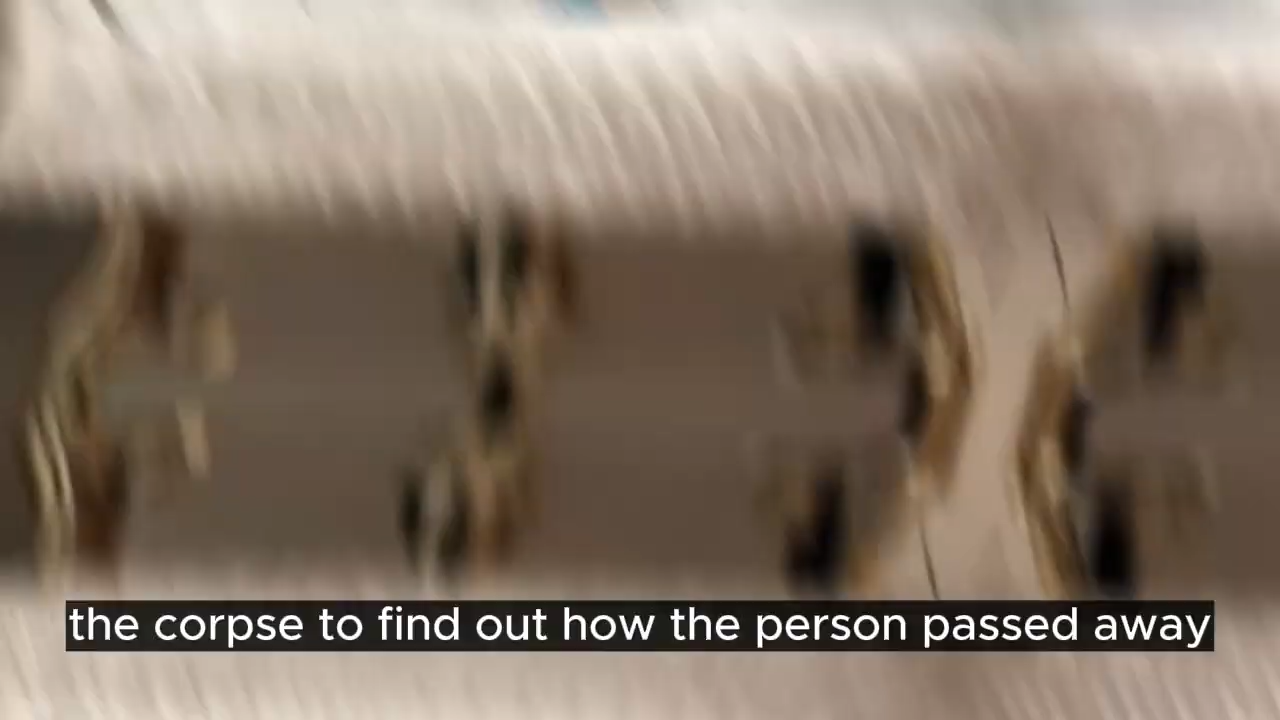 the corpse to find out how the person passed away